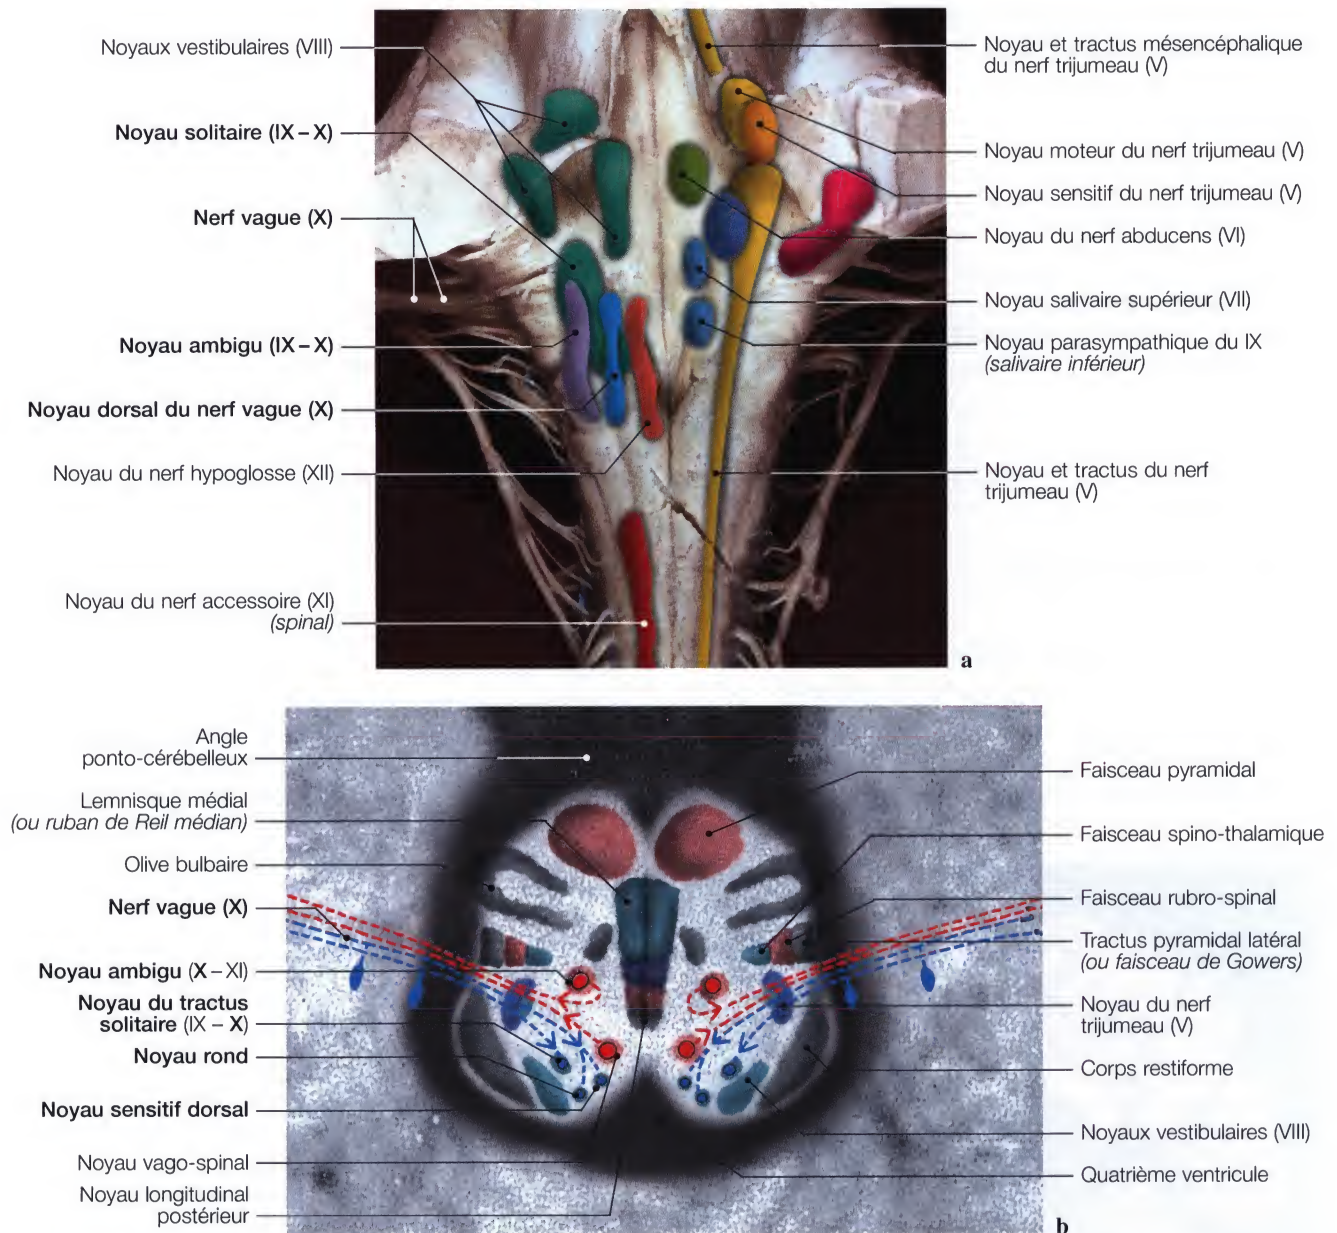 Noyaux vestibulaires (VIII)
Noyau solitaire (IX – X)
Nerf vague (X)
Noyau ambigu (IX – X)
Noyau dorsal du nerf vague (X)
Noyau du nerf hypoglosse (XII)
Noyau du nerf accessoire (XI)
(spinal)
Noyau et tractus mésencéphalique
du nerf trijumeau (V)
Noyau moteur du nerf trijumeau (V)
Noyau sensitif du nerf trijumeau (V)
Noyau du nerf abducens (VI)
Noyau salivaire supérieur (VII)
Noyau parasympathique du IX
(salivaire inférieur)
Noyau et tractus du nerf
trijumeau (V)
a
Angle
ponto-cérébelleux
Lemnisque médial
(ou ruban de Reil médian)
Olive bulbaire
Nerf vague (X)
Noyau ambigu (X – XI)
Noyau du tractus
solitaire (IX – X)
Noyau rond
Noyau sensitif dorsal
Noyau vago-spinal
Noyau longitudinal
postérieur
Faisceau pyramidal
Faisceau spino-thalamique
Faisceau rubro-spinal
Tractus pyramidal latéral
(ou faisceau de Gowers)
Noyau du nerf
trijumeau (V)
Corps restiforme
Noyaux vestibulaires (VIII)
Quatrième ventricule
b